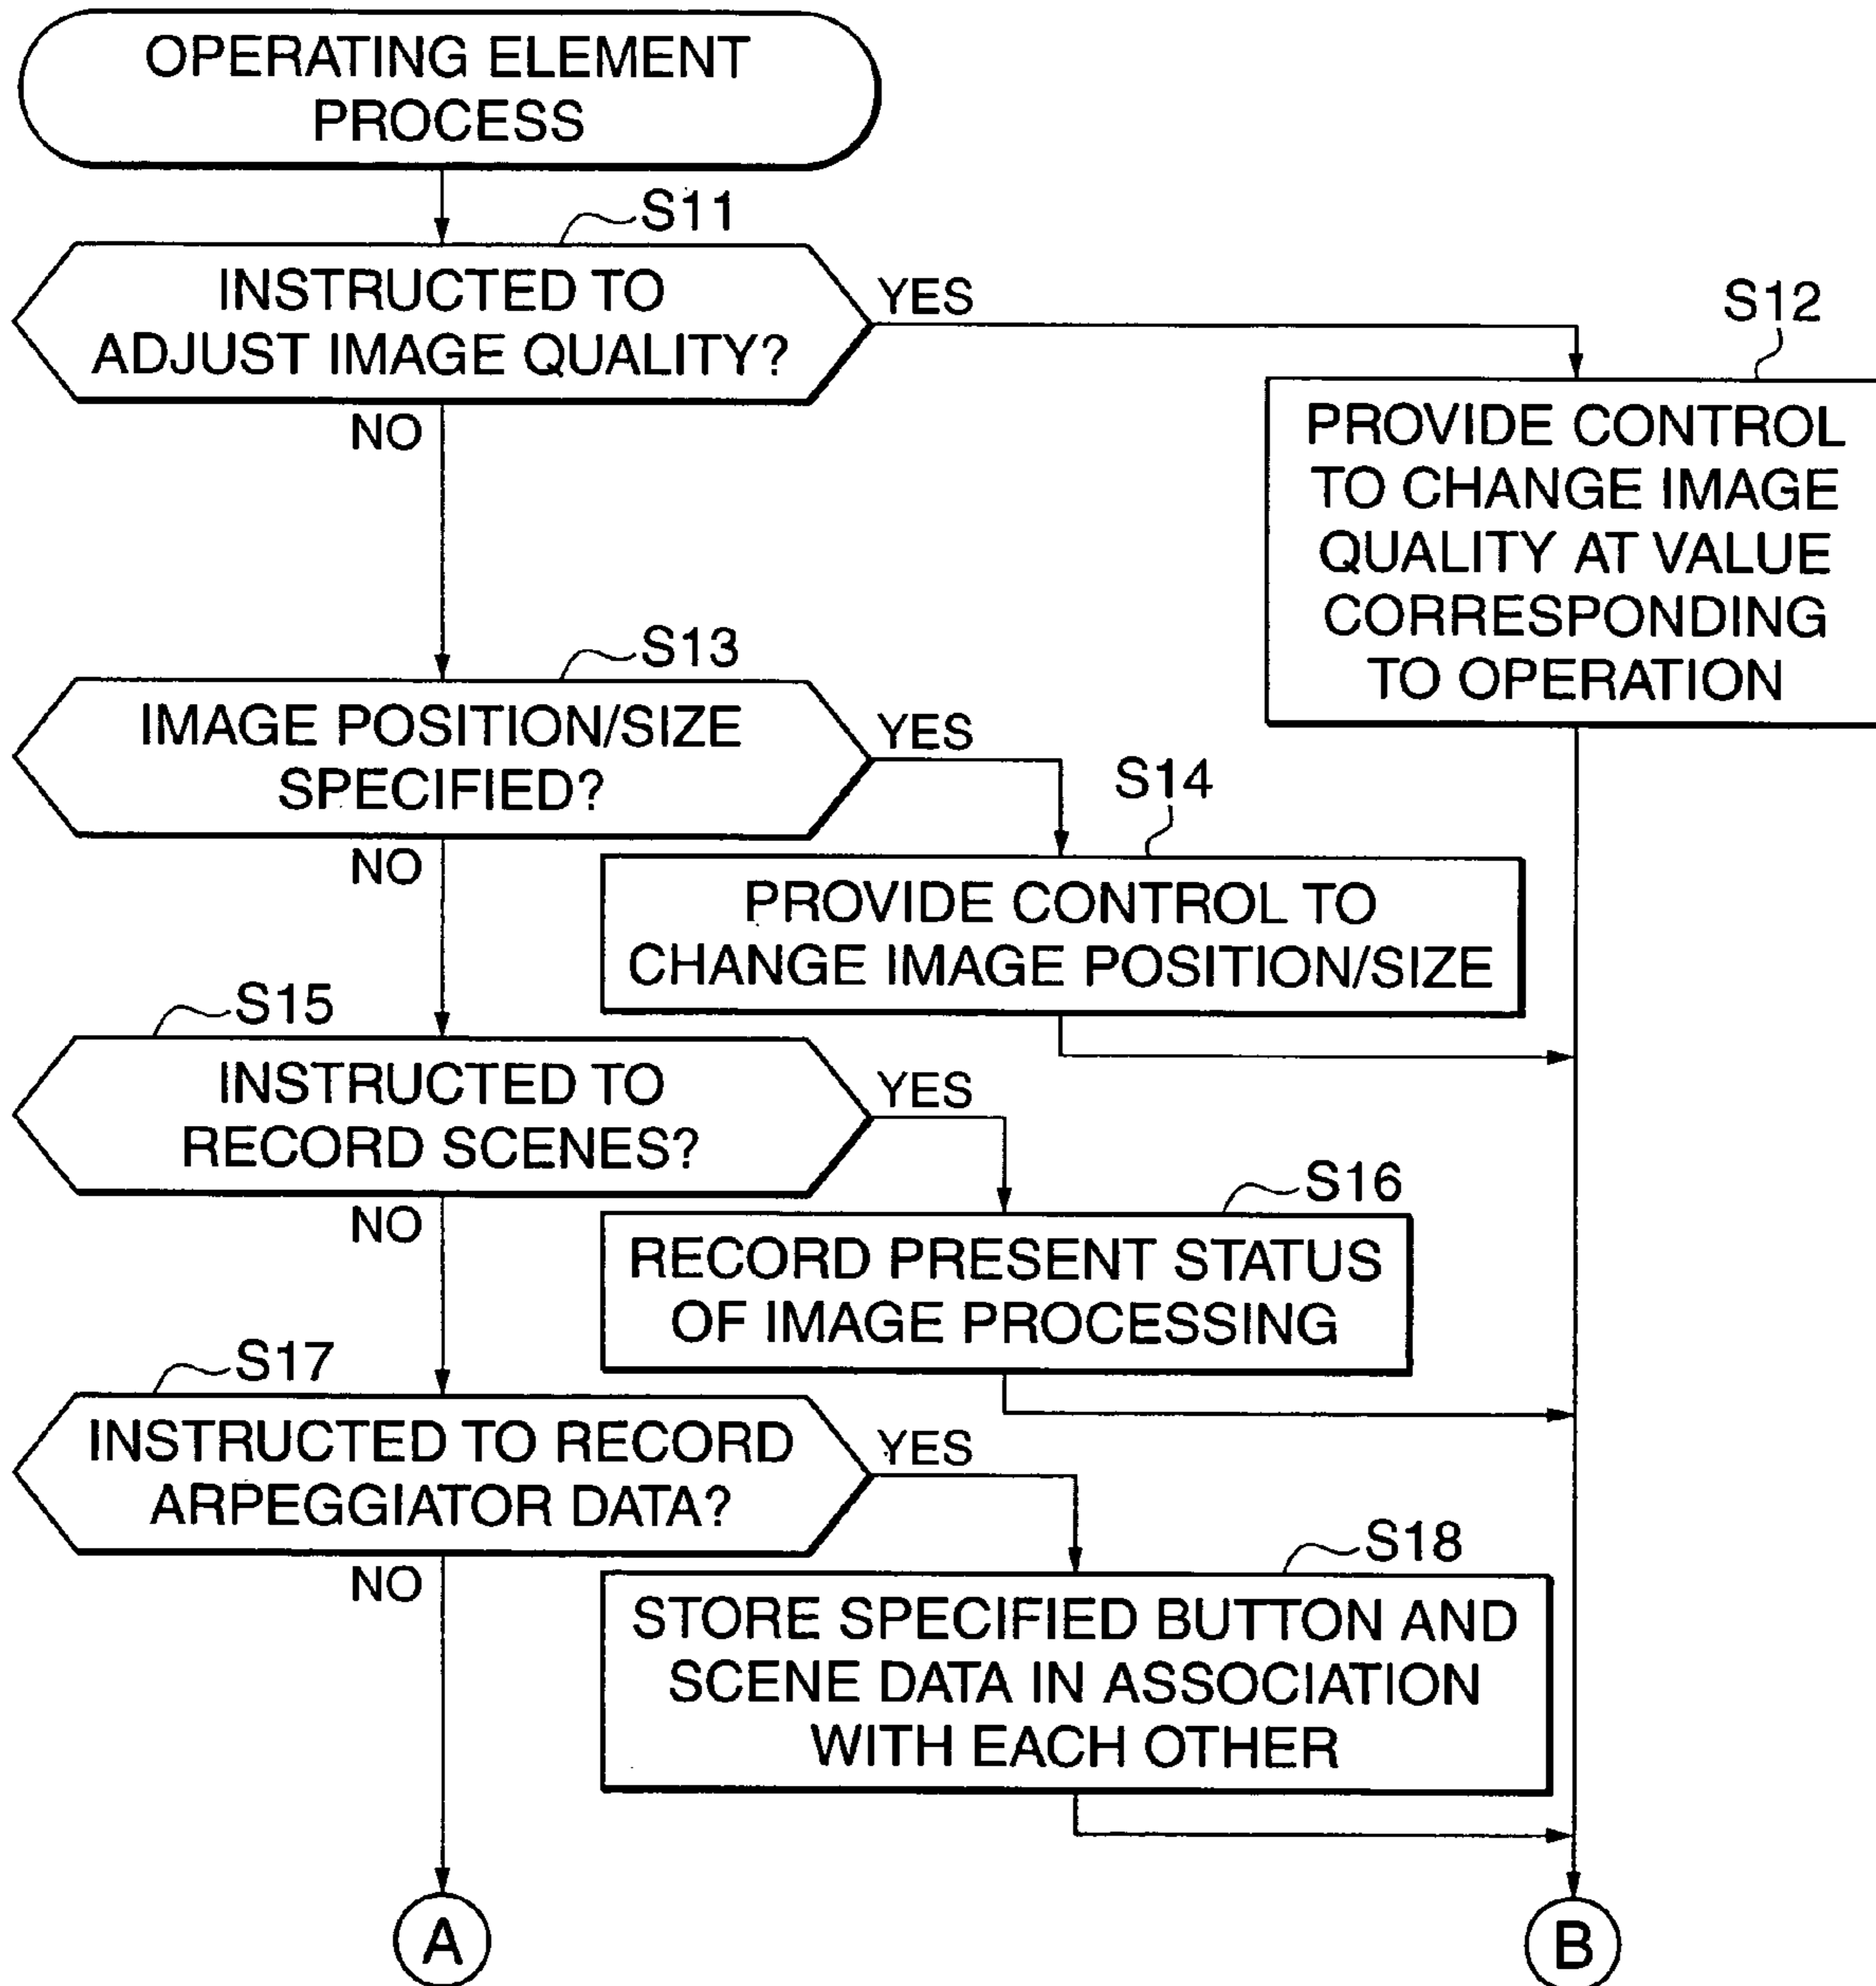 OPERATING ELEMENT
PROCESS
S11
INSTRUCTED TO
ADJUST IMAGE QUALITY?
YES
NO
S12
PROVIDE CONTROL
TO CHANGE IMAGE
QUALITY AT VALUE
CORRESPONDING
TO OPERATION
S13
IMAGE POSITION/SIZE
SPECIFIED?
YES
NO
S14
PROVIDE CONTROL TO
CHANGE IMAGE POSITION/SIZE
S15
INSTRUCTED TO
RECORD SCENES?
YES
NO
S16
RECORD PRESENT STATUS
OF IMAGE PROCESSING
S17
INSTRUCTED TO RECORD
ARPEGGIATOR DATA?
YES
NO
S18
STORE SPECIFIED BUTTON AND
SCENE DATA IN ASSOCIATION
WITH EACH OTHER
A
B